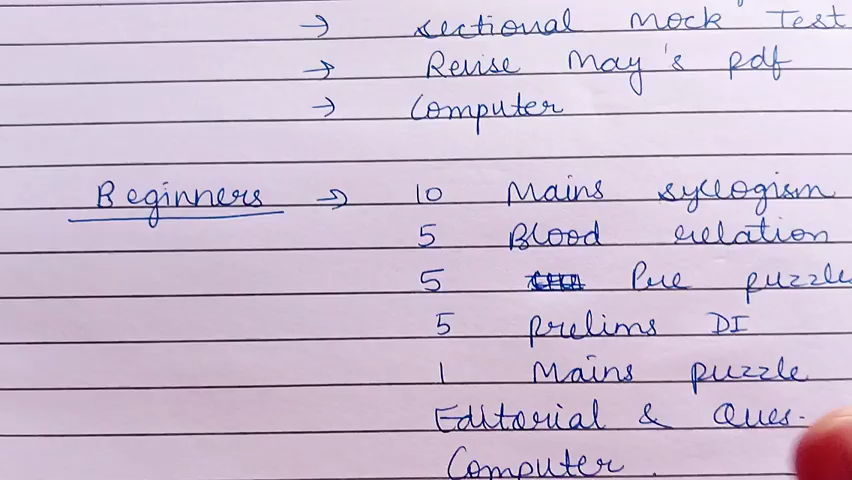 → Sectional Mock Test
→ Revise May's pdf
→ Computer
Beginners → 10 Mains syllogism
5 Blood relation
5 Pre puzzle
5 prelims DI
1 Mains puzzle
Editorial & Ques.
Computer.